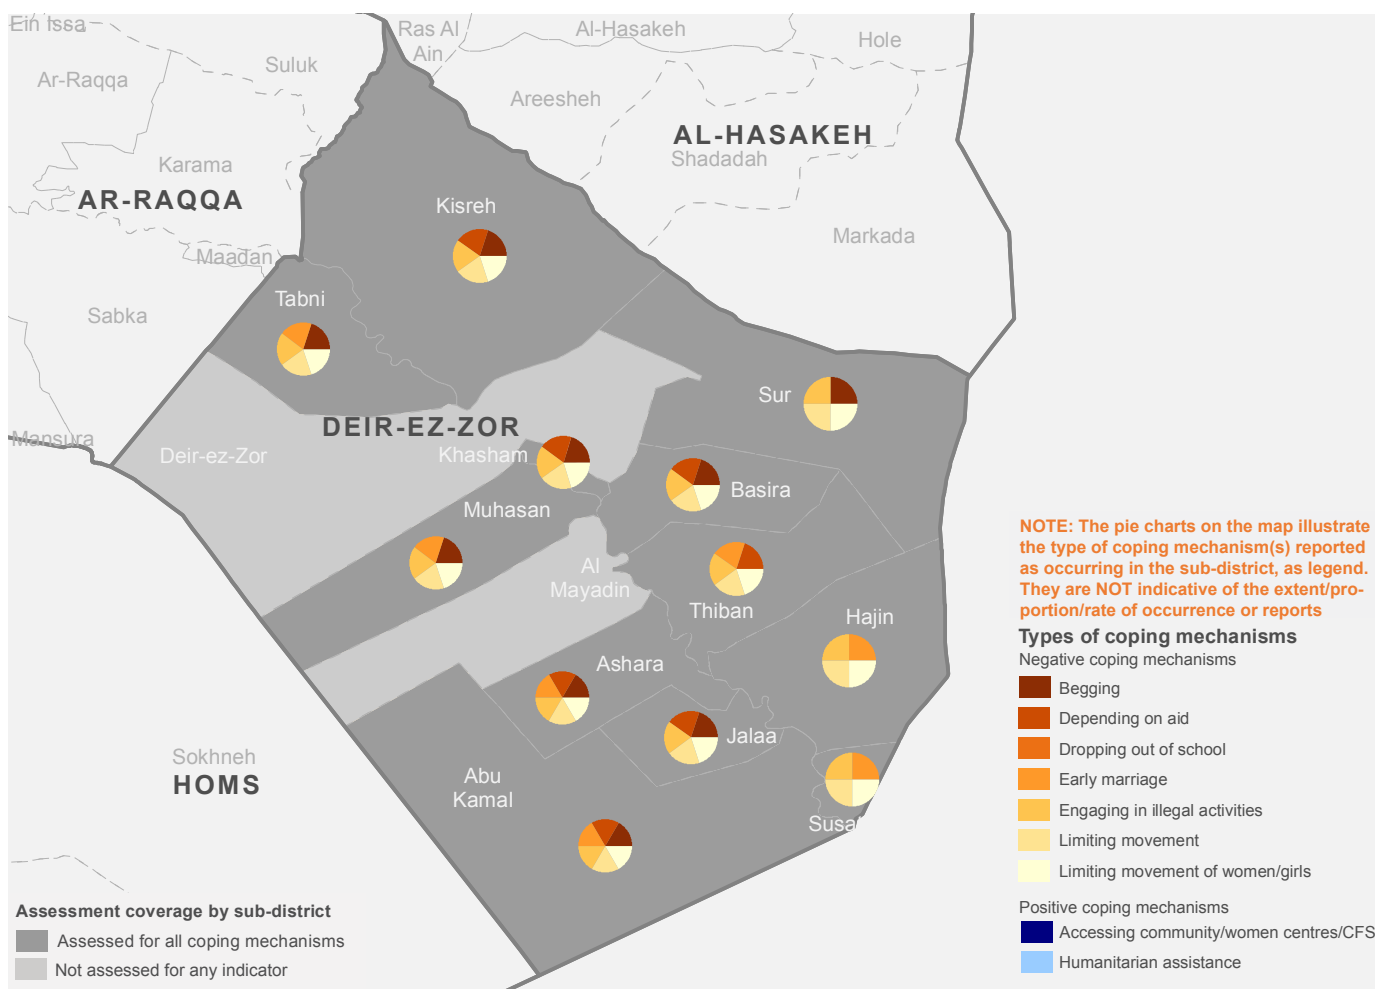 Ein Issa
Ras Al
Ain
Al-Hasakeh
Hole
Ar-Raqqa
Suluk
Areesheh
AL-HASAKEH
Shadadah
Karama
AR-RAQQA
Kisreh
Markada
Maadan
Tabni
Sabka
Sur
DEIR-EZ-ZOR
Mansura
Deir-ez-Zor
Khasham
Basira
Muhasan
Al
Mayadin
Thiban
Hajin
Ashara
Jalaa
Sokhneh
HOMS
Abu
Kamal
Susat
NOTE: The pie charts on the map illustrate
the type of coping mechanism(s) reported
as occurring in the sub-district, as legend.
They are NOT indicative of the extent/pro-
portion/rate of occurrence or reports
Types of coping mechanisms
Negative coping mechanisms
Begging
Depending on aid
Dropping out of school
Early marriage
Engaging in illegal activities
Limiting movement
Limiting movement of women/girls
Positive coping mechanisms
Accessing community/women centres/CFS
Humanitarian assistance
Assessment coverage by sub-district
Assessed for all coping mechanisms
Not assessed for any indicator